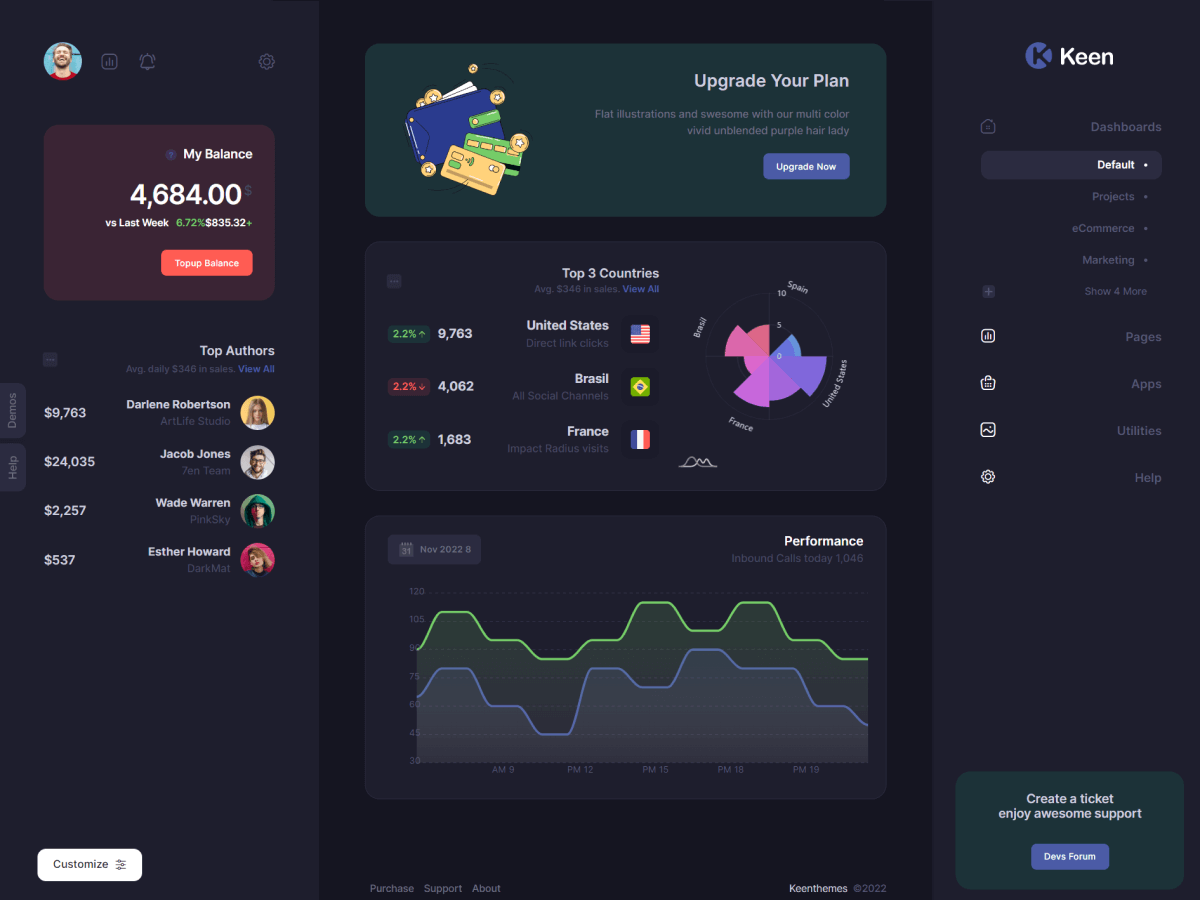 My Balance
4,684.00 $
vs Last Week 6.72%$835.32+
Topup Balance
Top Authors
Avg. daily $346 in sales. View All
$9,763 Darlene Robertson
ArtLife Studio
$24,035 Jacob Jones
7en Team
$2,257 Wade Warren
PinkSky
$537 Esther Howard
DarkMat
Demos
Help
Customize
Upgrade Your Plan
Flat illustrations and swesome with our multi color
vivid unblended purple hair lady
Upgrade Now
Top 3 Countries
Avg. $346 in sales. View All
2.2% 9,763 United States
Direct link clicks
2.2% 4,062 Brasil
All Social Channels
2.2% 1,683 France
Impact Radius visits
10
5
0
Spain
Brasil
United States
France
31 Nov 2022 8
Performance
Inbound Calls today 1,046
120
105
90
75
60
45
30
AM 9 PM 12 PM 15 PM 18 PM 19
Purchase Support About
Keenthemes ©2022
Keen
Dashboards
Default
Projects
eCommerce
Marketing
Show 4 More
Pages
Apps
Utilities
Help
Create a ticket
enjoy awesome support
Devs Forum